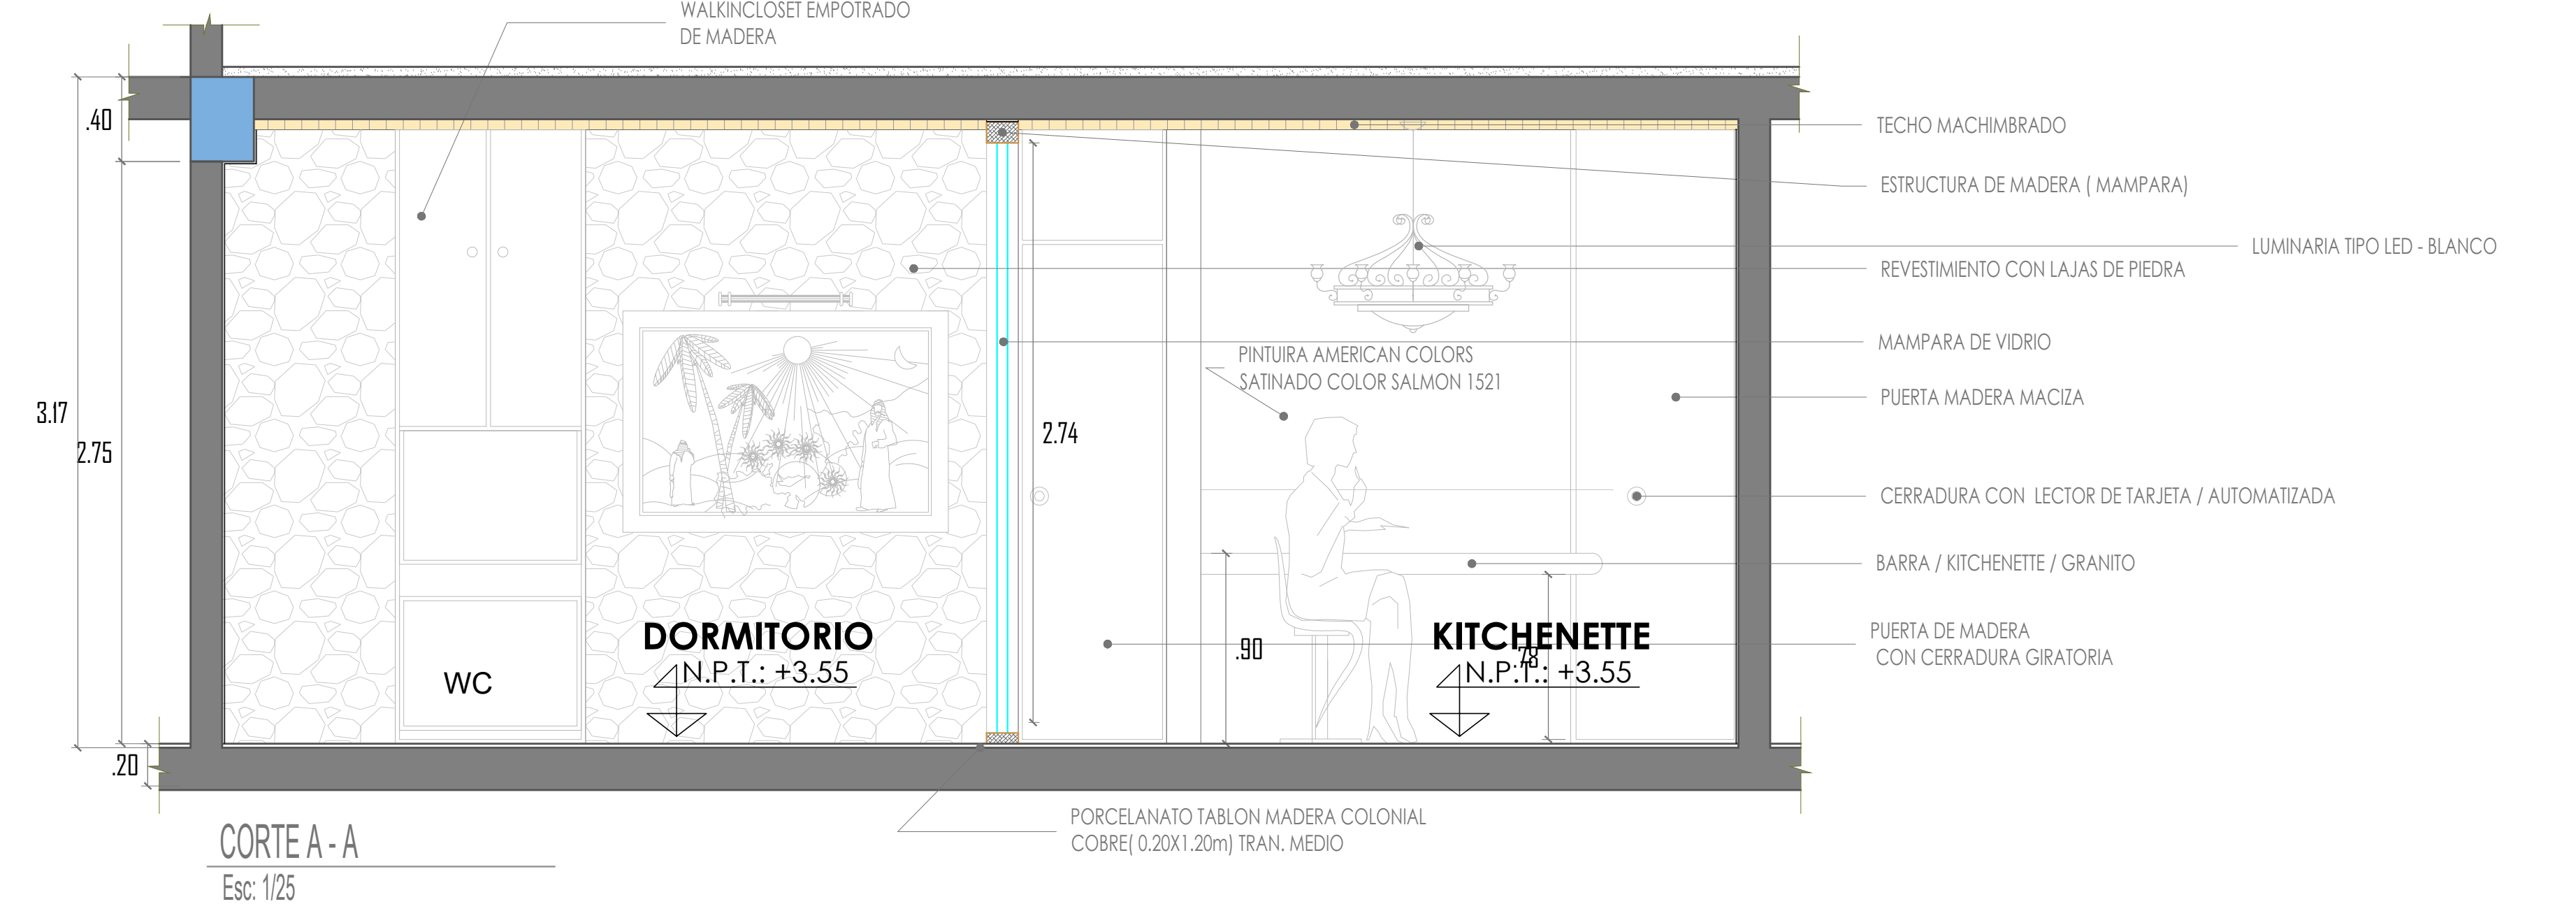 WALKINCLOSET EMPOTRADO
DE MADERA
.40
TECHO MACHIMBRADO
ESTRUCTURA DE MADERA ( MAMPARA)
LUMINARIA TIPO LED - BLANCO
REVESTIMIENTO CON LAJAS DE PIEDRA
MAMPARA DE VIDRIO
PINTUIRA AMERICAN COLORS
SATINADO COLOR SALMON 1521
PUERTA MADERA MACIZA
3.17
2.75
2.74
CERRADURA CON LECTOR DE TARJETA / AUTOMATIZADA
BARRA / KITCHENETTE / GRANITO
DORMITORIO
N.P.T.: +3.55
KITCHENETTE
N.P.T.: +3.55
.90
.78
PUERTA DE MADERA
CON CERRADURA GIRATORIA
WC
.20
PORCELANATO TABLON MADERA COLONIAL
COBRE( 0.20X1.20m) TRAN. MEDIO
CORTE A - A
Esc: 1/25